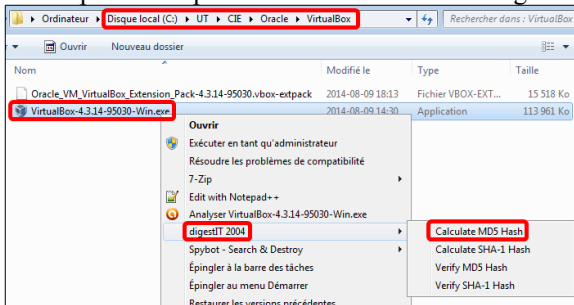 Ordinateur ▸ Disque local (C:) ▸ UT ▸ CIE ▸ Oracle ▸ VirtualBox
Rechercher dans : VirtualBox
Ouvrir Nouveau dossier
Nom Modifié le Type Taille
Oracle_VM_VirtualBox_Extension_Pack-4.3.14-95030.vbox-extpack 2014-08-09 18:13 Fichier VBOX-EXT... 15 518 Ko
VirtualBox-4.3.14-95030-Win.exe 2014-08-09 14:30 Application 113 961 Ko
Ouvrir
Exécuter en tant qu'administrateur
Résoudre les problèmes de compatibilité
7-Zip
Edit with Notepad++
Analyser VirtualBox-4.3.14-95030-Win.exe
digestIT 2004 Calculate MD5 Hash
Spybot - Search & Destroy Calculate SHA-1 Hash
Épingler à la barre des tâches Verify MD5 Hash
Épingler au menu Démarrer Verify SHA-1 Hash
Restaurer les versions précédentes